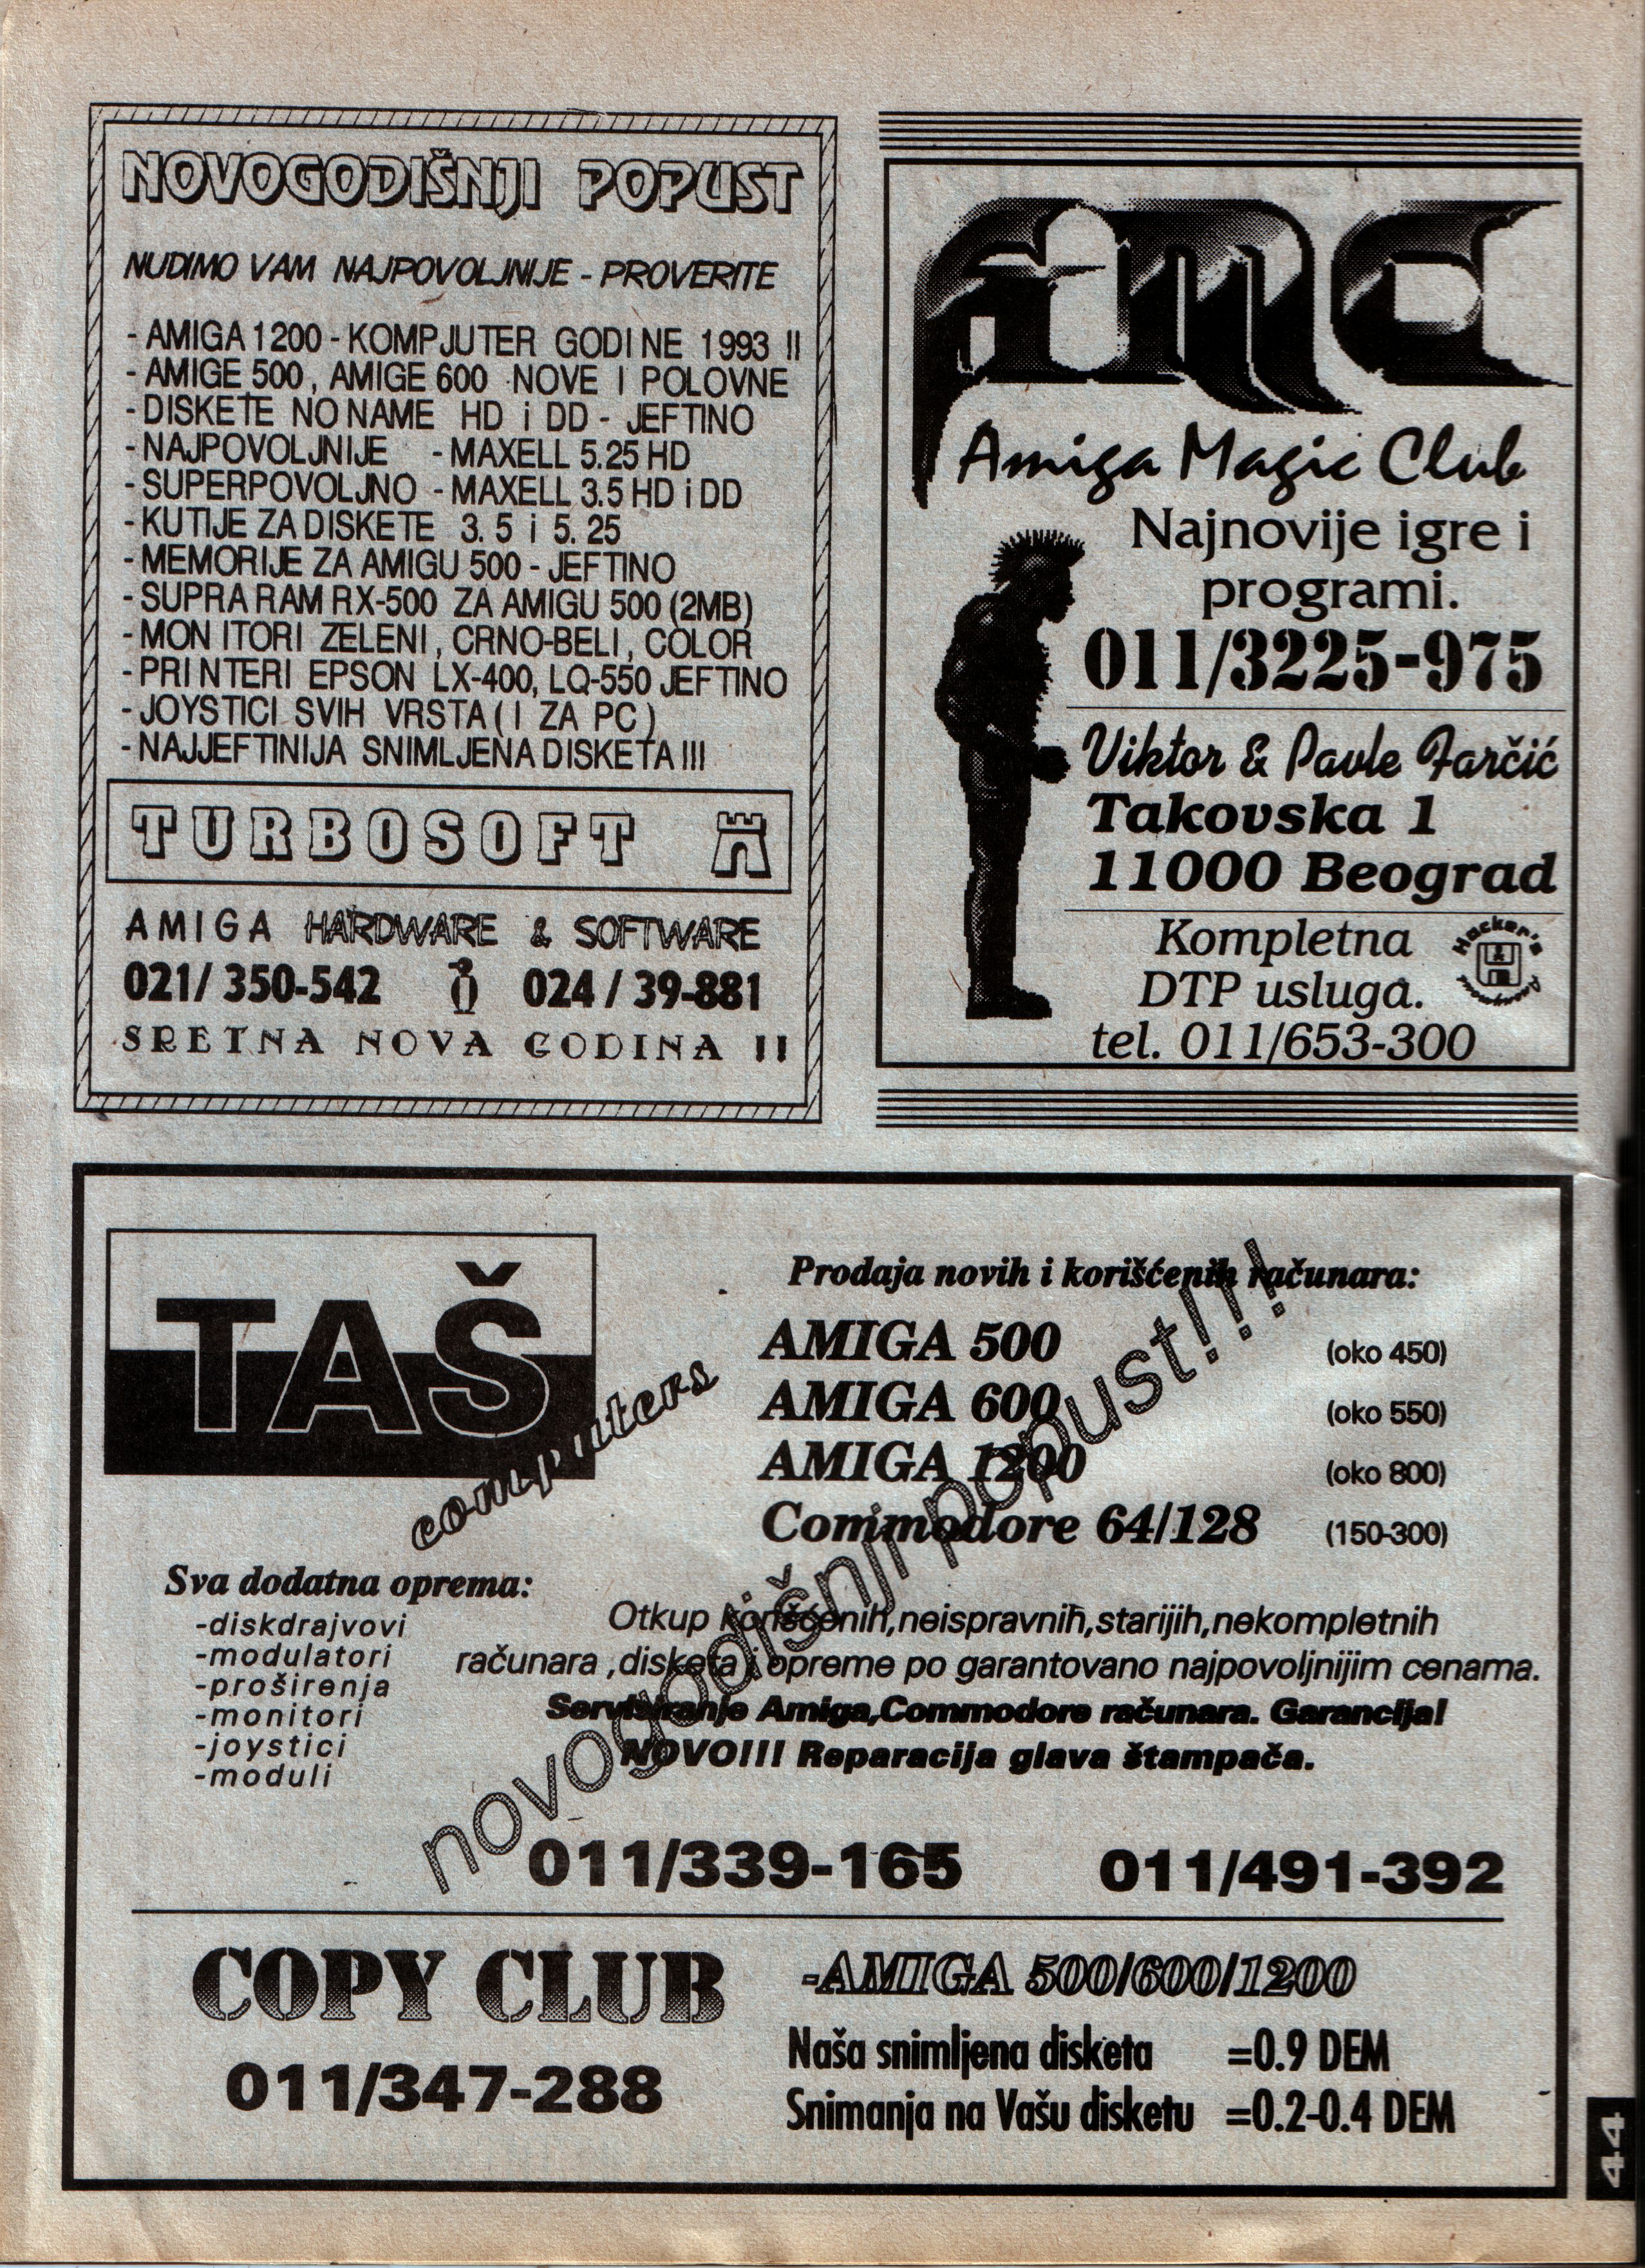 NOVOGODIŠNJI POPUST
NUDIMO VAM NAJPOVOLJNIJE - PROVERITE
- AMIGA 1200 - KOMPJUTER GODINE 1993 !!
- AMIGE 500, AMIGE 600 NOVE I POLOVNE
- DISKETE NO NAME HD i DD - JEFTINO
- NAJPOVOLJNIJE - MAXELL 5.25 HD
- SUPERPOVOLJNO - MAXELL 3.5 HD i DD
- KUTIJE ZA DISKETE 3.5 i 5.25
- MEMORIJE ZA AMIGU 500 - JEFTINO
- SUPRA RAM RX-500 ZA AMIGU 500 (2MB)
- MONITORI ZELENI, CRNO-BELI, COLOR
- PRINTERI EPSON LX-400, LQ-550 JEFTINO
- JOYSTICI SVIH VRSTA ( I ZA PC )
- NAJJEFTINIJA SNIMLJENA DISKETA !!!
TURBOSOFT
AMIGA HARDWARE & SOFTWARE
021/ 350-542 024 / 39-881
SRETNA NOVA GODINA !!
AMC
Amiga Magic Club
Najnovije igre i
programi.
011/3225-975
Viktor & Pavle Farčić
Takovska 1
11000 Beograd
Kompletna
DTP usluga.
Hacker's
tel. 011/653-300
TAŠ
computers
Prodaja novih i korišćenih računara:
AMIGA 500 (oko 450)
AMIGA 600 (oko 550)
AMIGA 1200 (oko 800)
Commodore 64/128 (150-300)
novogodišnji popust!!!
Sva dodatna oprema:
-diskdrajvovi
-modulatori
-proširenja
-monitori
-joystici
-moduli
Otkup korišćenih,neispravnih,starijih,nekompletnih
računara ,disketa i opreme po garantovano najpovoljnijim cenama.
Servisiranje Amiga,Commodore računara. Garancija!
NOVO!!! Reparacija glava štampača.
011/339-165 011/491-392
COPY CLUB
011/347-288
-AMIGA 500/600/1200
Naša snimljena disketa =0.9 DEM
Snimanja na Vašu disketu =0.2-0.4 DEM
44